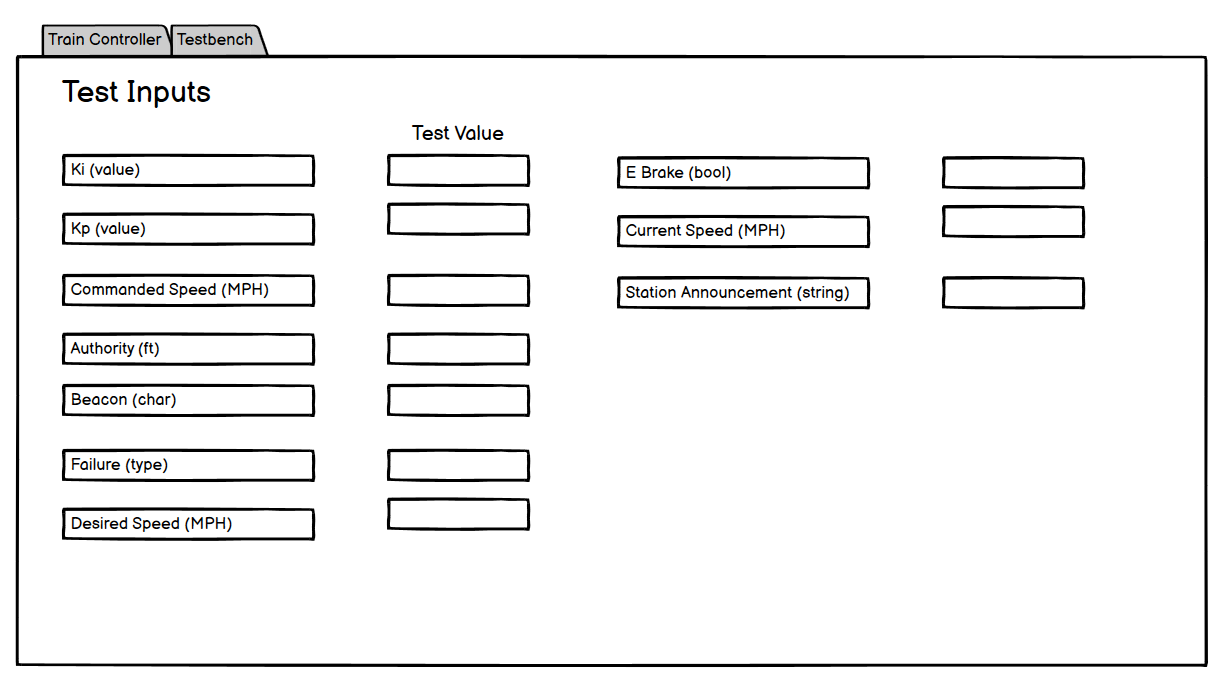 Train Controller
Testbench
Test Inputs
Test Value
Ki (value)
Kp (value)
Commanded Speed (MPH)
Authority (ft)
Beacon (char)
Failure (type)
Desired Speed (MPH)
E Brake (bool)
Current Speed (MPH)
Station Announcement (string)